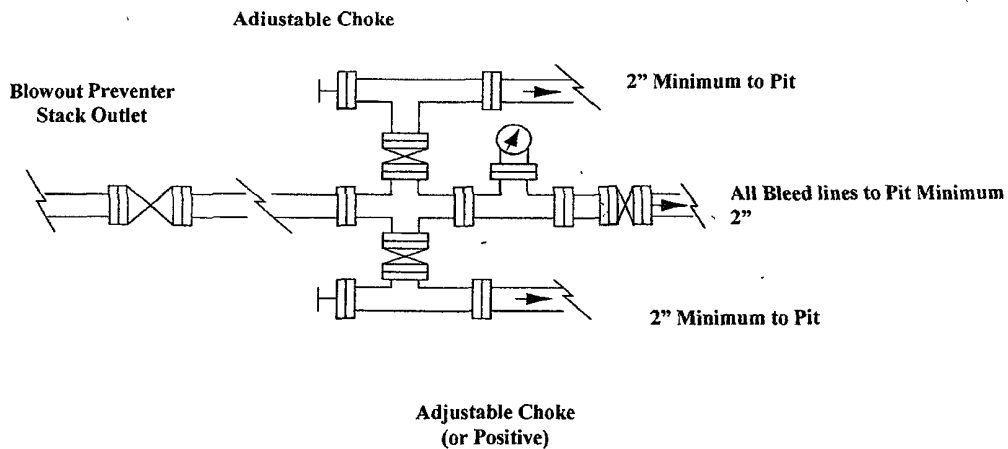 Adjustable Choke
2” Minimum to Pit
Blowout Preventer
Stack Outlet
All Bleed lines to Pit Minimum
2”
2” Minimum to Pit
Adjustable Choke
(or Positive)